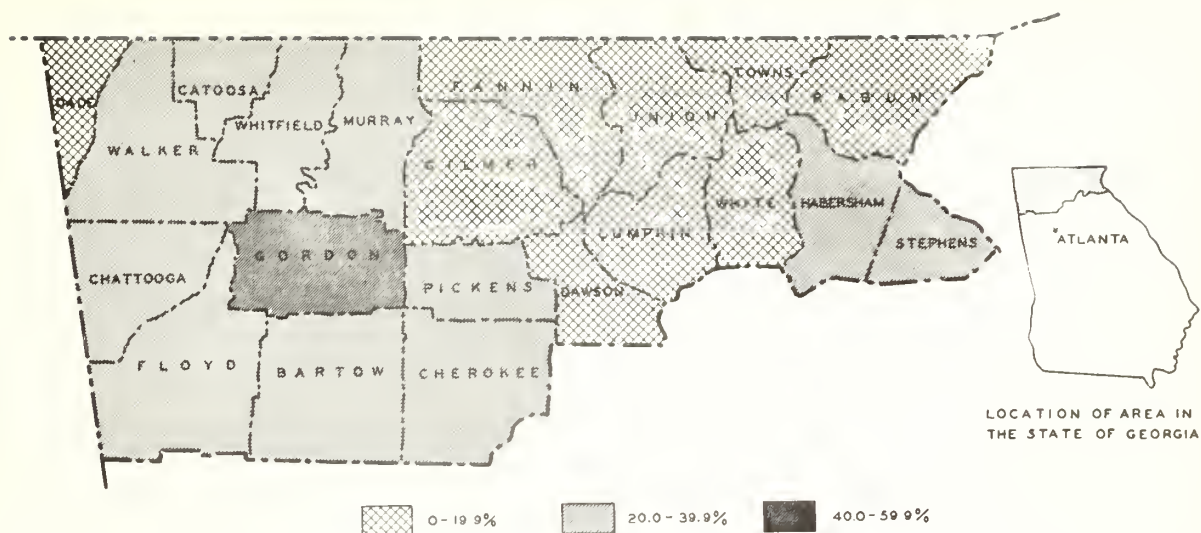 TOWNS
FANNIN
RABUN
CATOOSA
DADE
UNION
WHITFIELD
MURRAY
WALKER
GILMER
WHITE
HABERSHAM
LUMPKIN
STEPHENS
ATLANTA
GORDON
CHATTOOGA
PICKENS
DAWSON
FLOYD
BARTOW
CHEROKEE
LOCATION OF AREA IN
THE STATE OF GEORGIA
0-19.9%
20.0-39.9%
40.0-59.9%